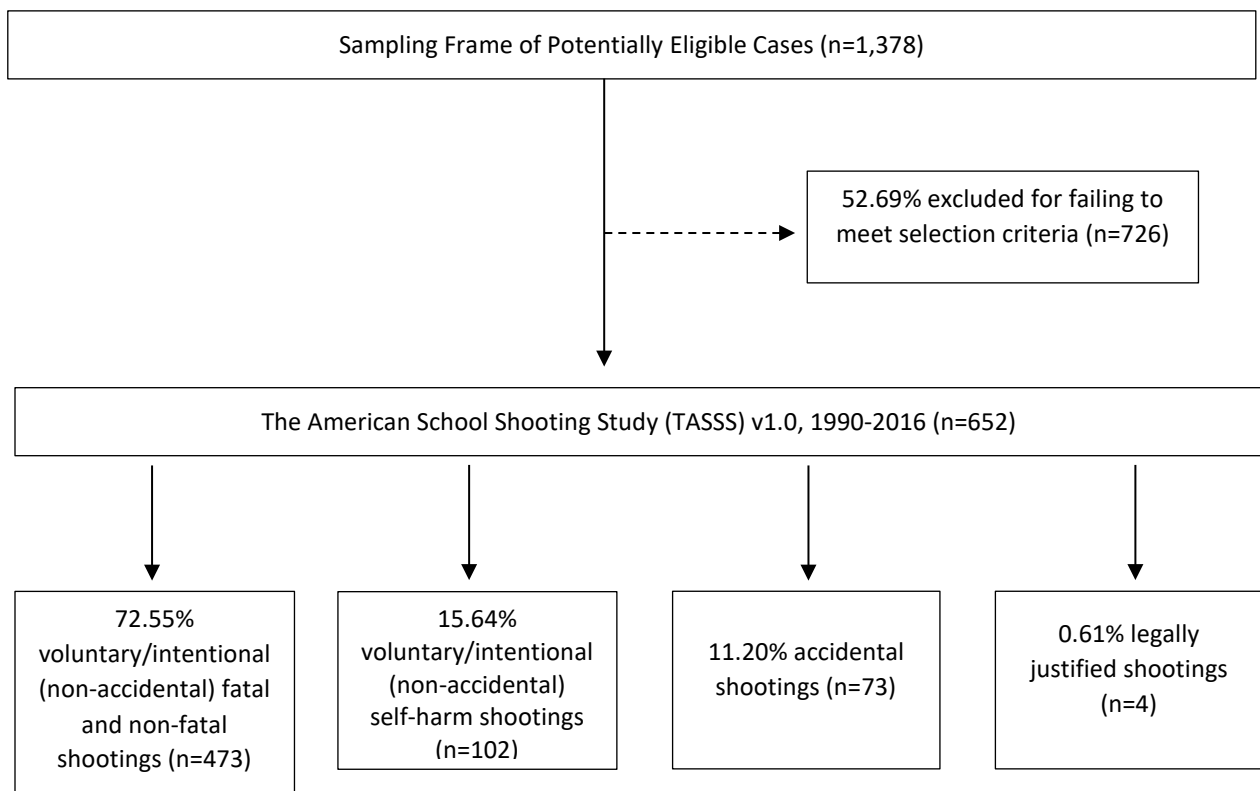 Sampling Frame of Potentially Eligible Cases (n=1,378)
52.69% excluded for failing to
meet selection criteria (n=726)
The American School Shooting Study (TASSS) v1.0, 1990-2016 (n=652)
72.55%
voluntary/intentional
(non-accidental) fatal
and non-fatal
shootings (n=473)
15.64%
voluntary/intentional
(non-accidental)
self-harm shootings
(n=102)
11.20% accidental
shootings (n=73)
0.61% legally
justified shootings
(n=4)